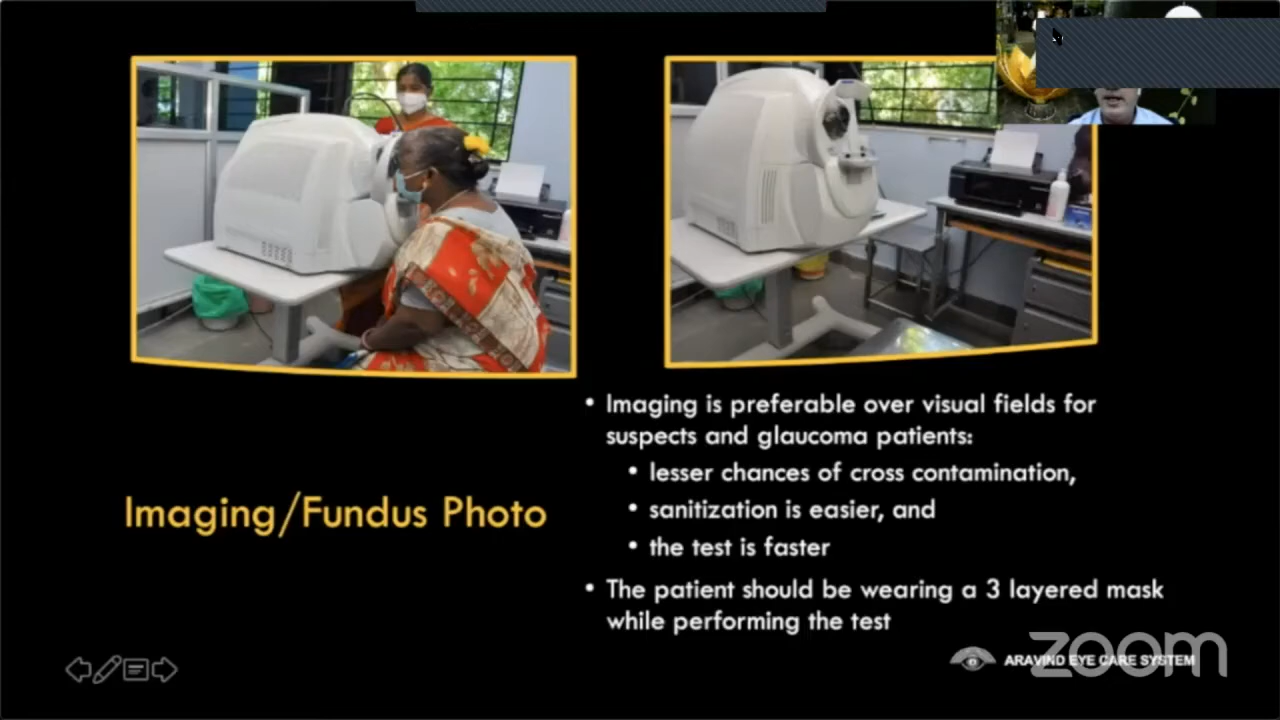 Imaging/Fundus Photo
• Imaging is preferable over visual fields for
suspects and glaucoma patients:
• lesser chances of cross contamination,
• sanitization is easier, and
• the test is faster
• The patient should be wearing a 3 layered mask
while performing the test
ARAVIND EYE CARE SYSTEM
zoom